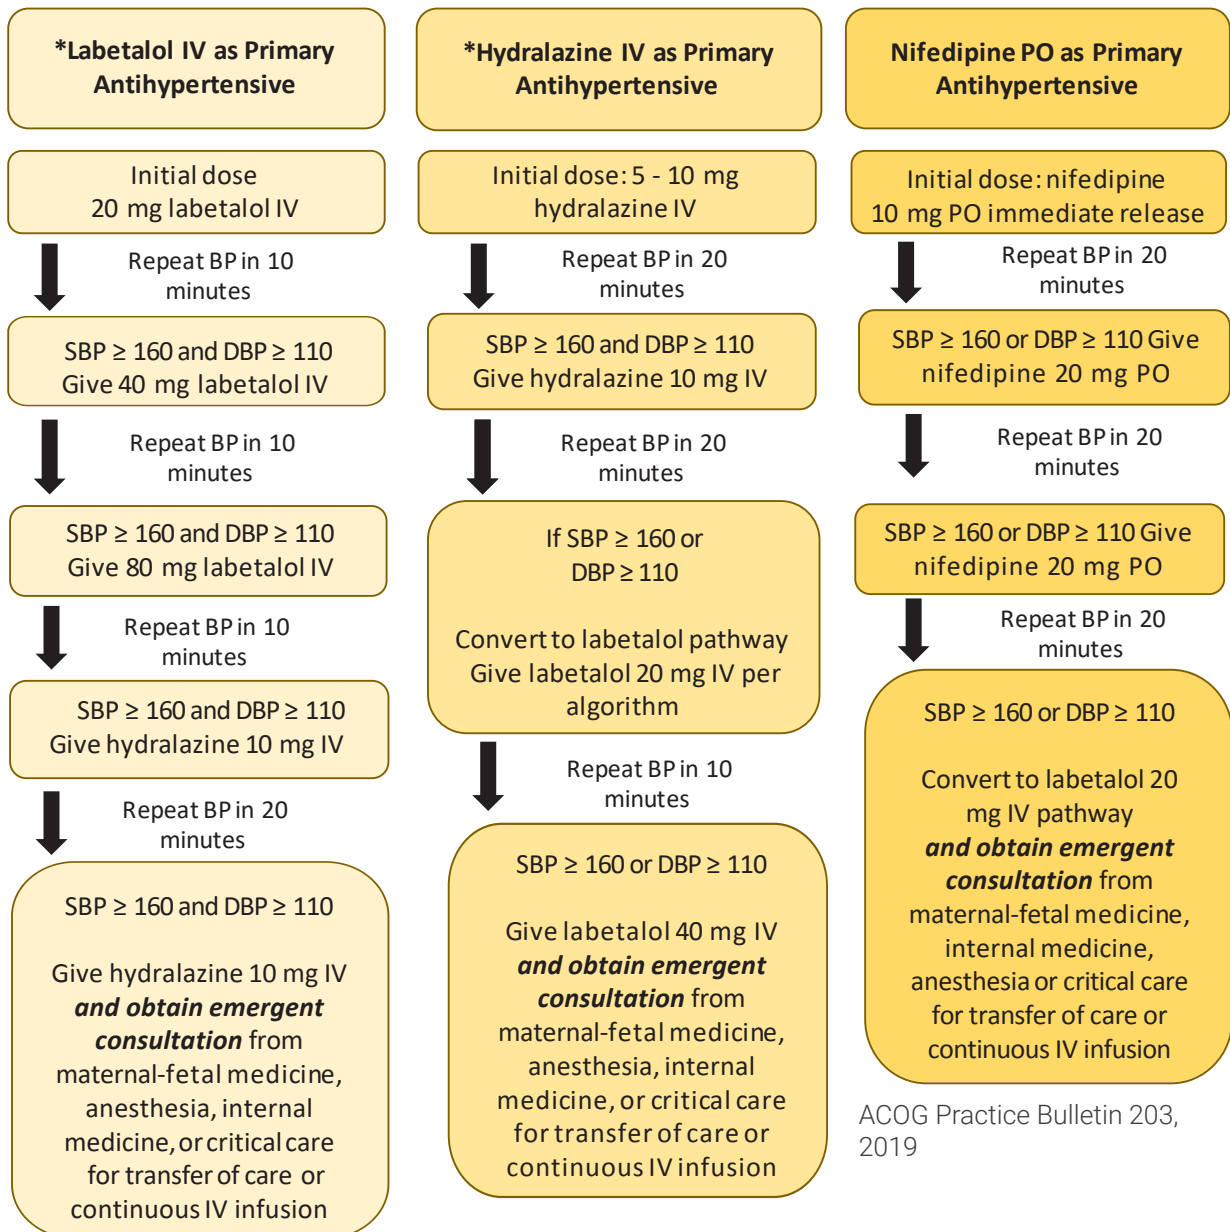 *Labetalol IV as Primary
Antihypertensive
Initial dose
20 mg labetalol IV
Repeat BP in 10
minutes
SBP ≥ 160 and DBP ≥ 110
Give 40 mg labetalol IV
Repeat BP in 10
minutes
SBP ≥ 160 and DBP ≥ 110
Give 80 mg labetalol IV
Repeat BP in 10
minutes
SBP ≥ 160 and DBP ≥ 110
Give hydralazine 10 mg IV
Repeat BP in 20
minutes
SBP ≥ 160 and DBP ≥ 110
Give hydralazine 10 mg IV
and obtain emergent
consultation from
maternal-fetal medicine,
anesthesia, internal
medicine, or critical care
for transfer of care or
continuous IV infusion
*Hydralazine IV as Primary
Antihypertensive
Initial dose: 5 - 10 mg
hydralazine IV
Repeat BP in 20
minutes
SBP ≥ 160 and DBP ≥ 110
Give hydralazine 10 mg IV
Repeat BP in 20
minutes
If SBP ≥ 160 or
DBP ≥ 110
Convert to labetalol pathway
Give labetalol 20 mg IV per
algorithm
Repeat BP in 10
minutes
SBP ≥ 160 or DBP ≥ 110
Give labetalol 40 mg IV
and obtain emergent
consultation from
maternal-fetal medicine,
anesthesia, internal
medicine, or critical care
for transfer of care or
continuous IV infusion
Nifedipine PO as Primary
Antihypertensive
Initial dose: nifedipine
10 mg PO immediate release
Repeat BP in 20
minutes
SBP ≥ 160 or DBP ≥ 110 Give
nifedipine 20 mg PO
Repeat BP in 20
minutes
SBP ≥ 160 or DBP ≥ 110 Give
nifedipine 20 mg PO
Repeat BP in 20
minutes
SBP ≥ 160 or DBP ≥ 110
Convert to labetalol 20
mg IV pathway
and obtain emergent
consultation from
maternal-fetal medicine,
internal medicine,
anesthesia or critical care
for transfer of care or
continuous IV infusion
ACOG Practice Bulletin 203,
2019